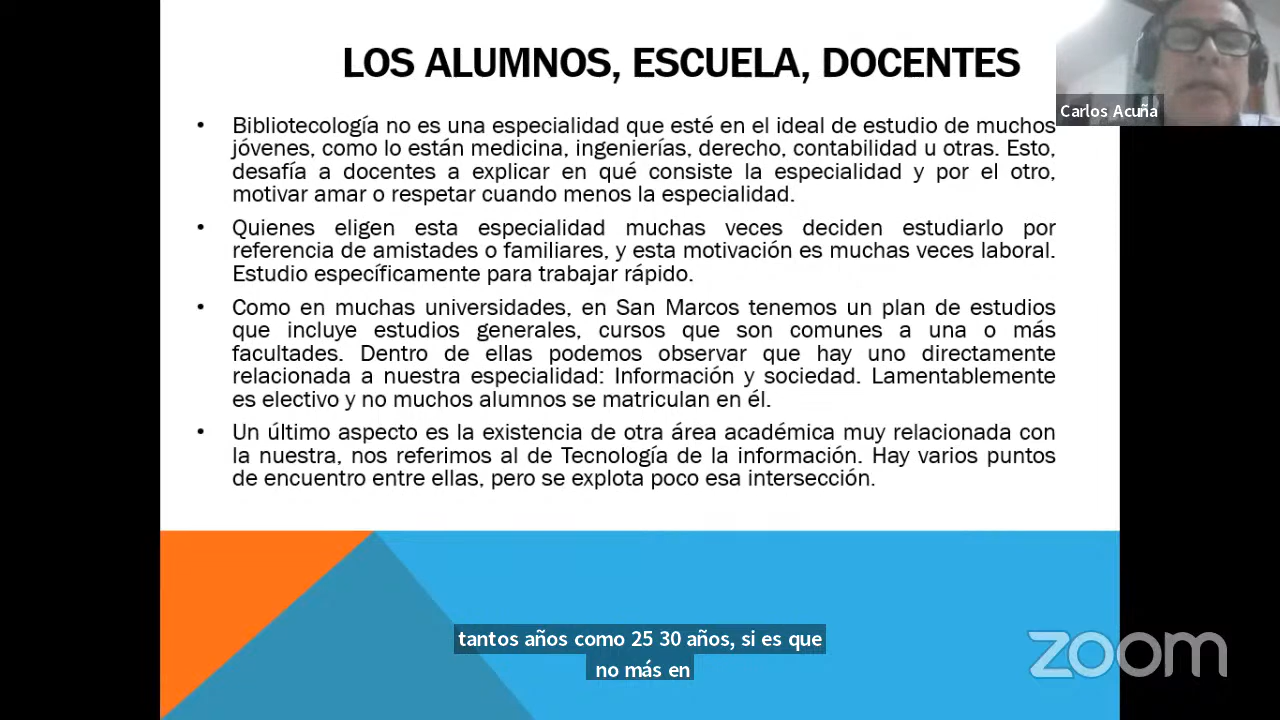 LOS ALUMNOS, ESCUELA, DOCENTES
Carlos Acuña
• Bibliotecología no es una especialidad que esté en el ideal de estudio de muchos
jóvenes, como lo están medicina, ingenierías, derecho, contabilidad u otras. Esto,
desafía a docentes a explicar en qué consiste la especialidad y por el otro,
motivar amar o respetar cuando menos la especialidad.
• Quienes eligen esta especialidad muchas veces deciden estudiarlo por
referencia de amistades o familiares, y esta motivación es muchas veces laboral.
Estudio específicamente para trabajar rápido.
• Como en muchas universidades, en San Marcos tenemos un plan de estudios
que incluye estudios generales, cursos que son comunes a una o más
facultades. Dentro de ellas podemos observar que hay uno directamente
relacionada a nuestra especialidad: Información y sociedad. Lamentablemente
es electivo y no muchos alumnos se matriculan en él.
• Un último aspecto es la existencia de otra área académica muy relacionada con
la nuestra, nos referimos al de Tecnología de la información. Hay varios puntos
de encuentro entre ellas, pero se explota poco esa intersección.
tantos años como 25 30 años, si es que
no más en
zoom